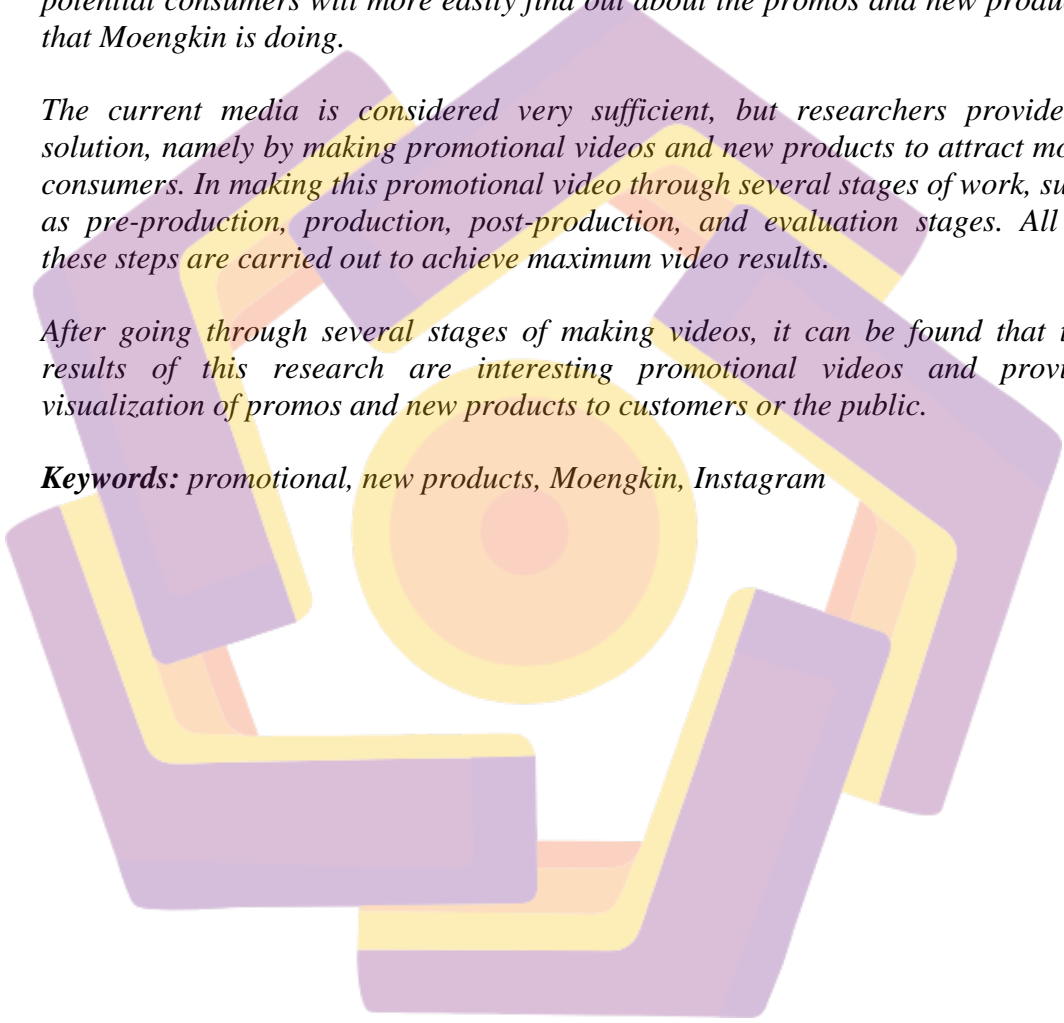 potential consumers will more easily find out about the promos and new
that Moengkin is doing.
The current media is considered very sufficient, but researchers provide
solution, namely by making promotional videos and new products to attract
consumers. In making this promotional video through several stages of work,
as pre-production, production, post-production, and evaluation stages. All
these steps are carried out to achieve maximum video results.
After going through several stages of making videos, it can be found that
results of this research are interesting promotional videos and
visualization of promos and new products to customers or the public.
Keywords: promotional, new products, Moengkin, Instagram